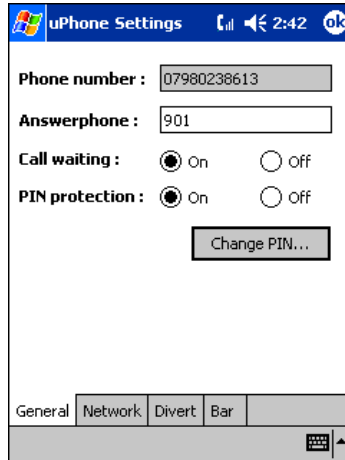 uPhone Settings 2:42 ok
Phone number : 07980238613
Answerphone : 901
Call waiting : On Off
PIN protection : On Off
Change PIN...
General Network Divert Bar